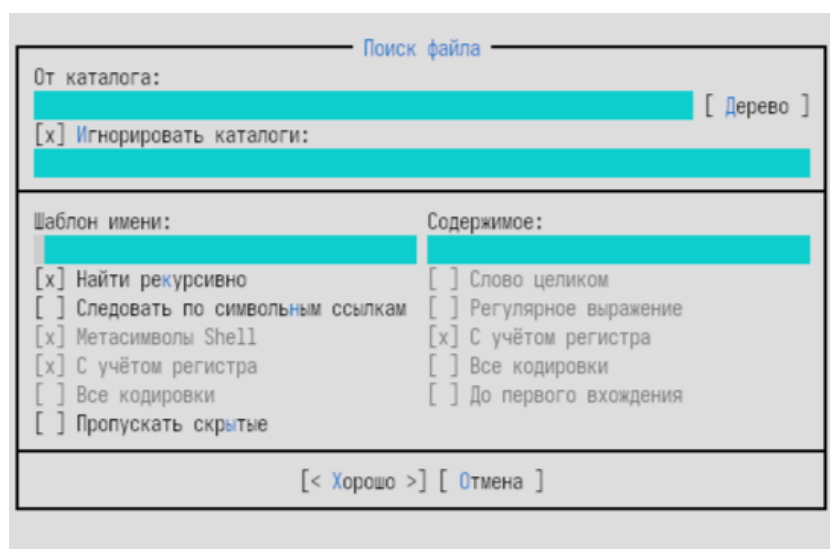 Поиск файла
От каталога:
[ Дерево ]
[x] Игнорировать каталоги:
Шаблон имени:
Содержимое:
[x] Найти рекурсивно
[ ] Слово целиком
[ ] Следовать по символьным ссылкам
[ ] Регулярное выражение
[x] Метасимволы Shell
[x] С учётом регистра
[x] С учётом регистра
[ ] Все кодировки
[ ] Все кодировки
[ ] До первого вхождения
[ ] Пропускать скрытые
[< Хорошо >] [ Отмена ]